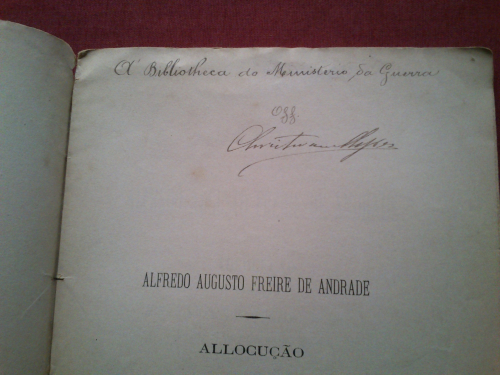 Á Bibliotheca do Ministerio da Guerra
Off.
ALFREDO AUGUSTO FREIRE DE ANDRADE
ALLOCUÇÃO